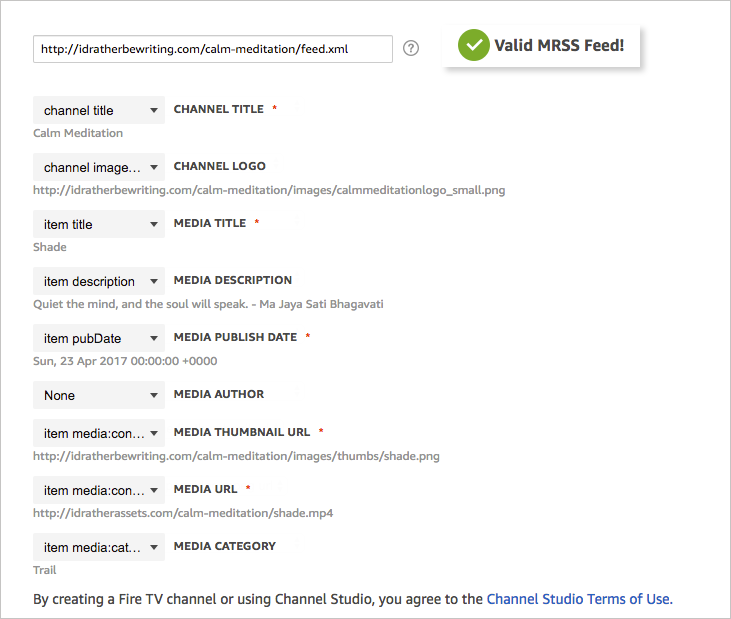 http://idratherbewriting.com/calm-meditation/feed.xml ? Valid MRSS Feed!
channel title CHANNEL TITLE *
Calm Meditation
channel image... CHANNEL LOGO
http://idratherbewriting.com/calm-meditation/images/calmmeditationlogo_small.png
item title MEDIA TITLE *
Shade
item description MEDIA DESCRIPTION
Quiet the mind, and the soul will speak. - Ma Jaya Sati Bhagavati
item pubDate MEDIA PUBLISH DATE *
Sun, 23 Apr 2017 00:00:00 +0000
None MEDIA AUTHOR
item media:con... MEDIA THUMBNAIL URL *
http://idratherbewriting.com/calm-meditation/images/thumbs/shade.png
item media:con... MEDIA URL *
http://idratherassets.com/calm-meditation/shade.mp4
item media:cat... MEDIA CATEGORY
Trail
By creating a Fire TV channel or using Channel Studio, you agree to the Channel Studio Terms of Use.